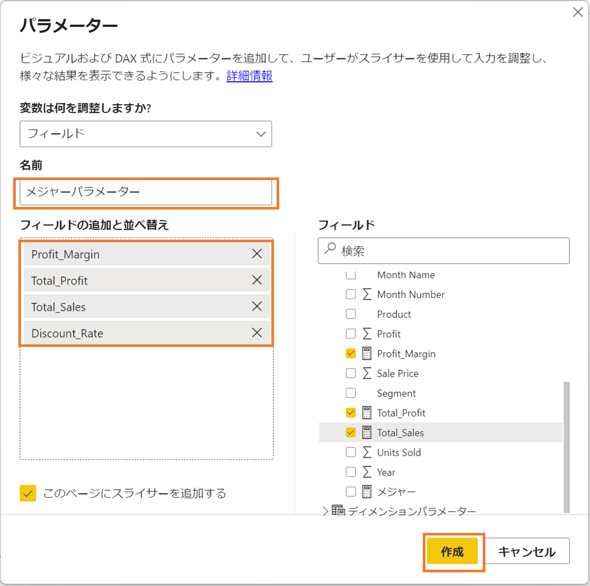 パラメーター
ビジュアルおよび DAX 式にパラメーターを追加して、ユーザーがスライサーを使用して入力を調整し、
様々な結果を表示できるようにします。詳細情報
変数は何を調整しますか?
フィールド
名前
メジャーパラメーター
フィールドの追加と並べ替え
Profit_Margin
Total_Profit
Total_Sales
Discount_Rate
このページにスライサーを追加する
フィールド
検索
Month Name
Month Number
Product
Profit
Profit_Margin
Sale Price
Segment
Total_Profit
Total_Sales
Units Sold
Year
メジャー
ディメンションパラメーター
作成
キャンセル